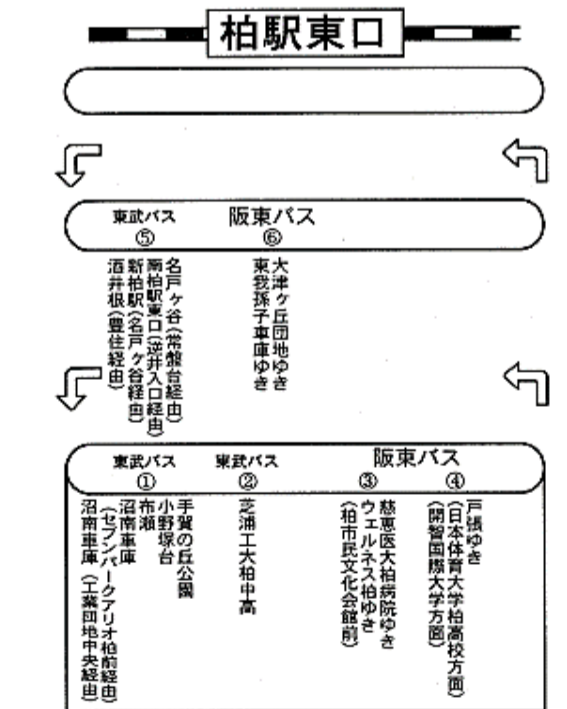 柏駅東口
東武バス
⑤
名戸ヶ谷(常盤台経由)
南柏駅東口(逆井入口経由)
新柏駅(名戸ヶ谷経由)
酒井根(豊住経由)
阪東バス
⑥
大津ヶ丘団地ゆき
東我孫子車庫ゆき
東武バス
①
手賀の丘公園
小野塚台
布瀬
沼南車庫
(セブンパークアリオ柏前経由)
沼南車庫(工業団地中央経由)
東武バス
②
芝浦工大柏中高
阪東バス
③
慈恵医大柏病院ゆき
ウェルネス柏ゆき
(柏市民文化会館前)
④
戸張ゆき
(日本体育大学柏高校方面)
(開智国際大学方面)